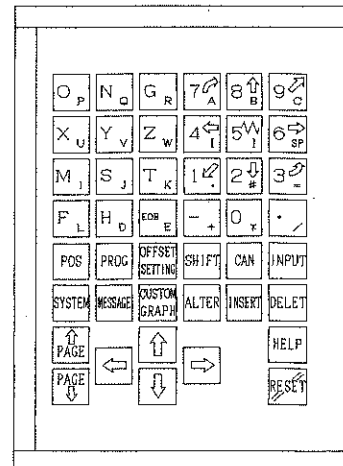 O P N Q G R 7 A 8 B 9 C
X U Y V Z W 4 [ 5 ] 6 SP
M I S J T K 1 , 2 # 3 =
F L H D EOB E - + 0 * . /
POS PROG OFFSET SETTING SHIFT CAN INPUT
SYSTEM MESSAGE CUSTOM GRAPH ALTER INSERT DELET
PAGE HELP
PAGE RESET